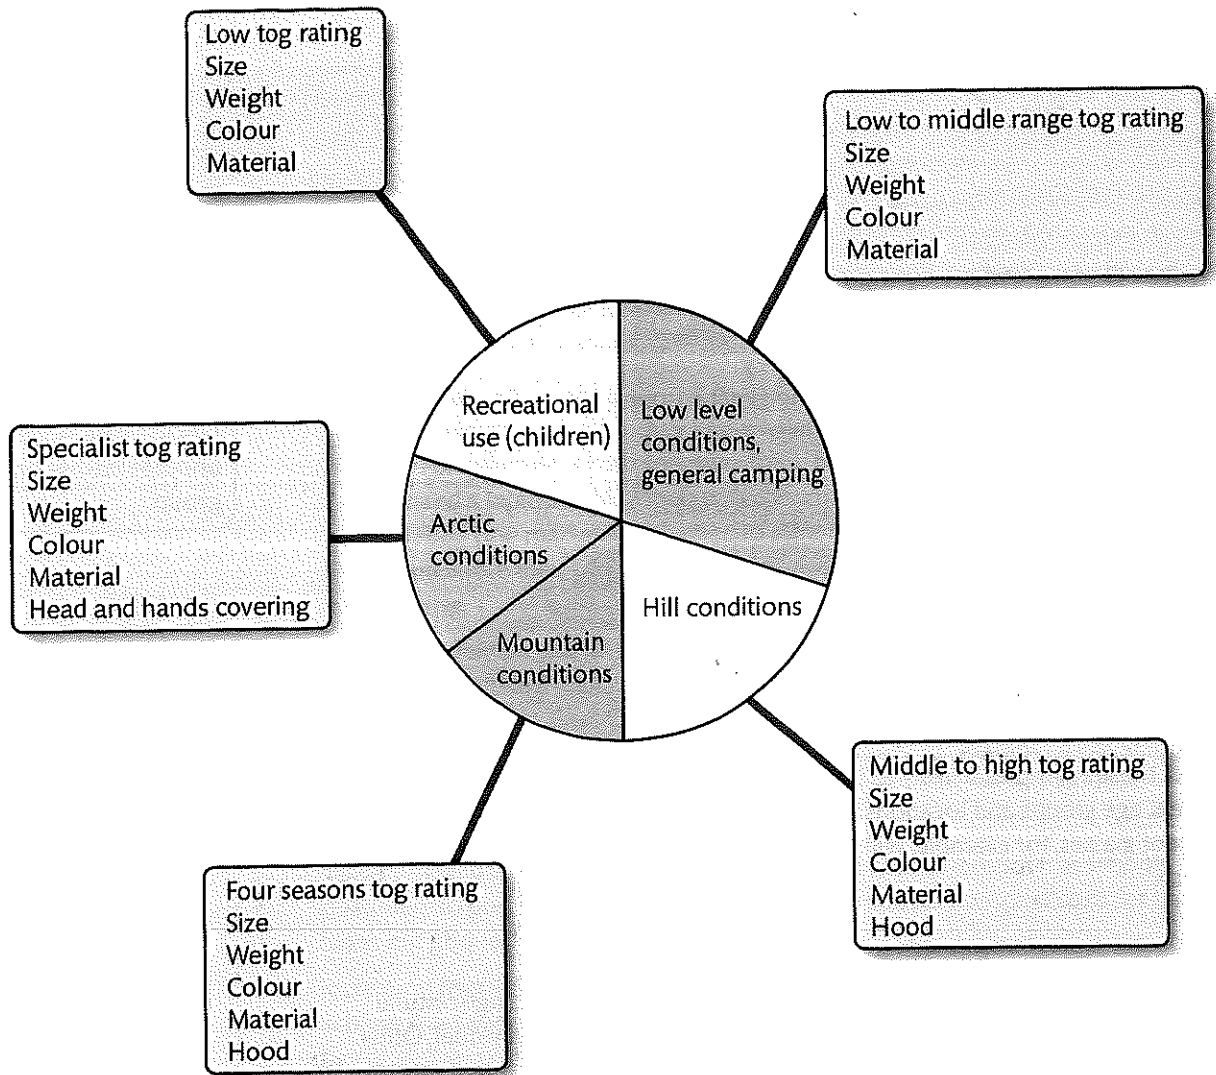 Low tog rating
Size
Weight
Colour
Material
Low to middle range tog rating
Size
Weight
Colour
Material
Recreational
use (children)
Low level
conditions,
general camping
Specialist tog rating
Size
Weight
Colour
Material
Head and hands covering
Arctic
conditions
Hill conditions
Mountain
conditions
Middle to high tog rating
Size
Weight
Colour
Material
Hood
Four seasons tog rating
Size
Weight
Colour
Material
Hood